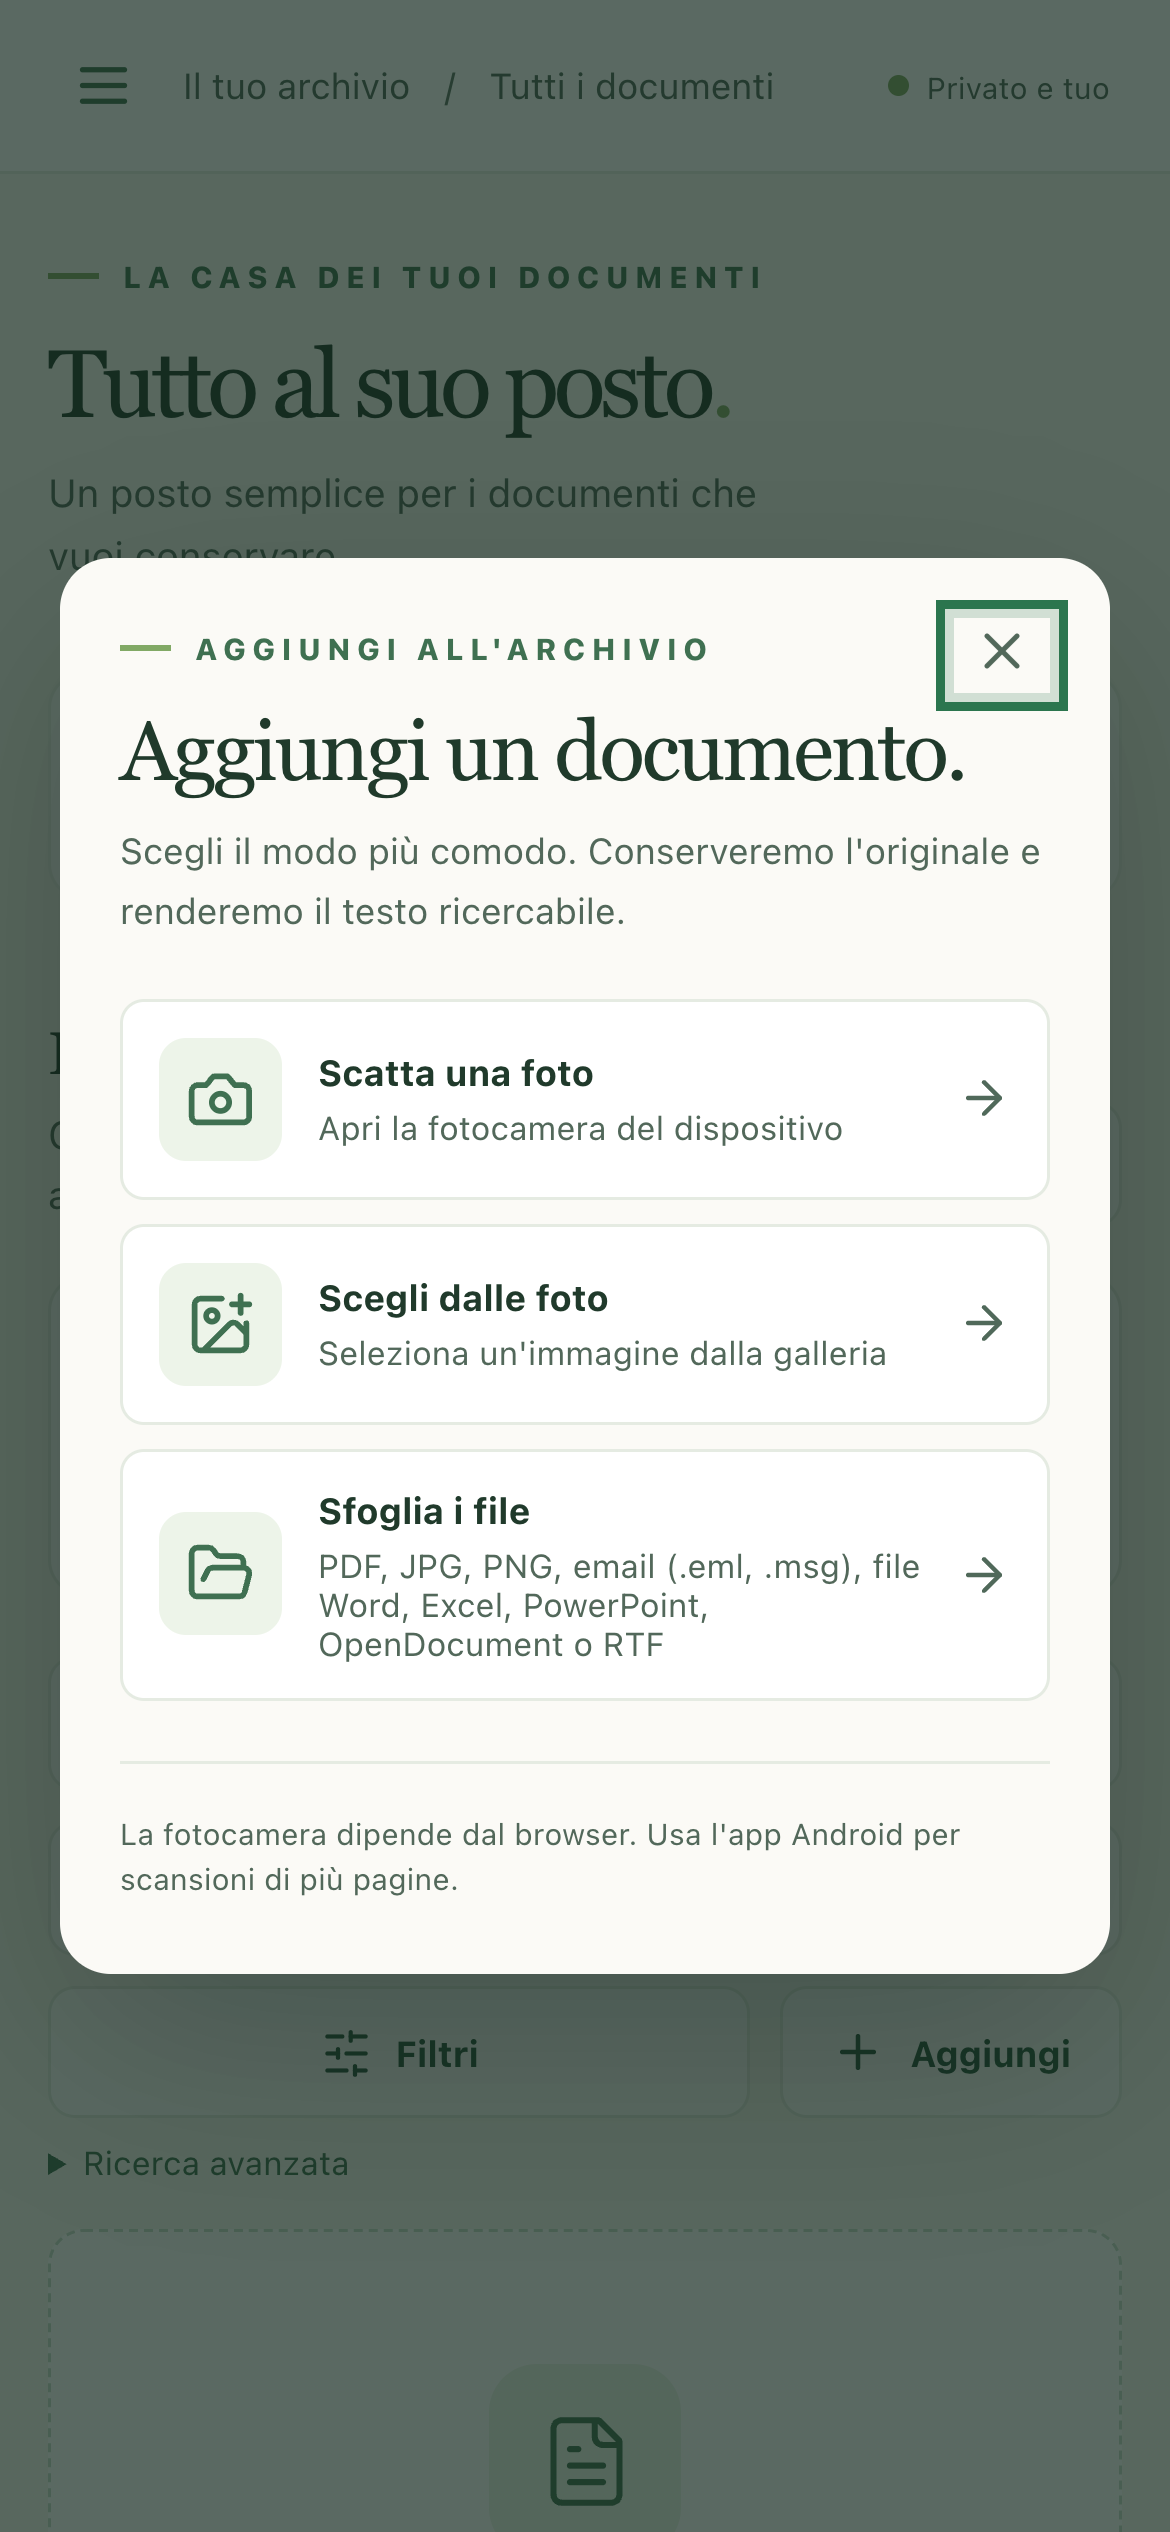 Il tuo archivio / Tutti i documenti
Privato e tuo
LA CASA DEI TUOI DOCUMENTI
Tutto al suo posto.
Un posto semplice per i documenti che
vuoi conservare.
AGGIUNGI ALL'ARCHIVIO
Aggiungi un documento.
Scegli il modo più comodo. Conserveremo l'originale e
renderemo il testo ricercabile.
Scatta una foto
Apri la fotocamera del dispositivo
Scegli dalle foto
Seleziona un'immagine dalla galleria
Sfoglia i file
PDF, JPG, PNG, email (.eml, .msg), file
Word, Excel, PowerPoint,
OpenDocument o RTF
La fotocamera dipende dal browser. Usa l'app Android per
scansioni di più pagine.
Filtri
Aggiungi
Ricerca avanzata